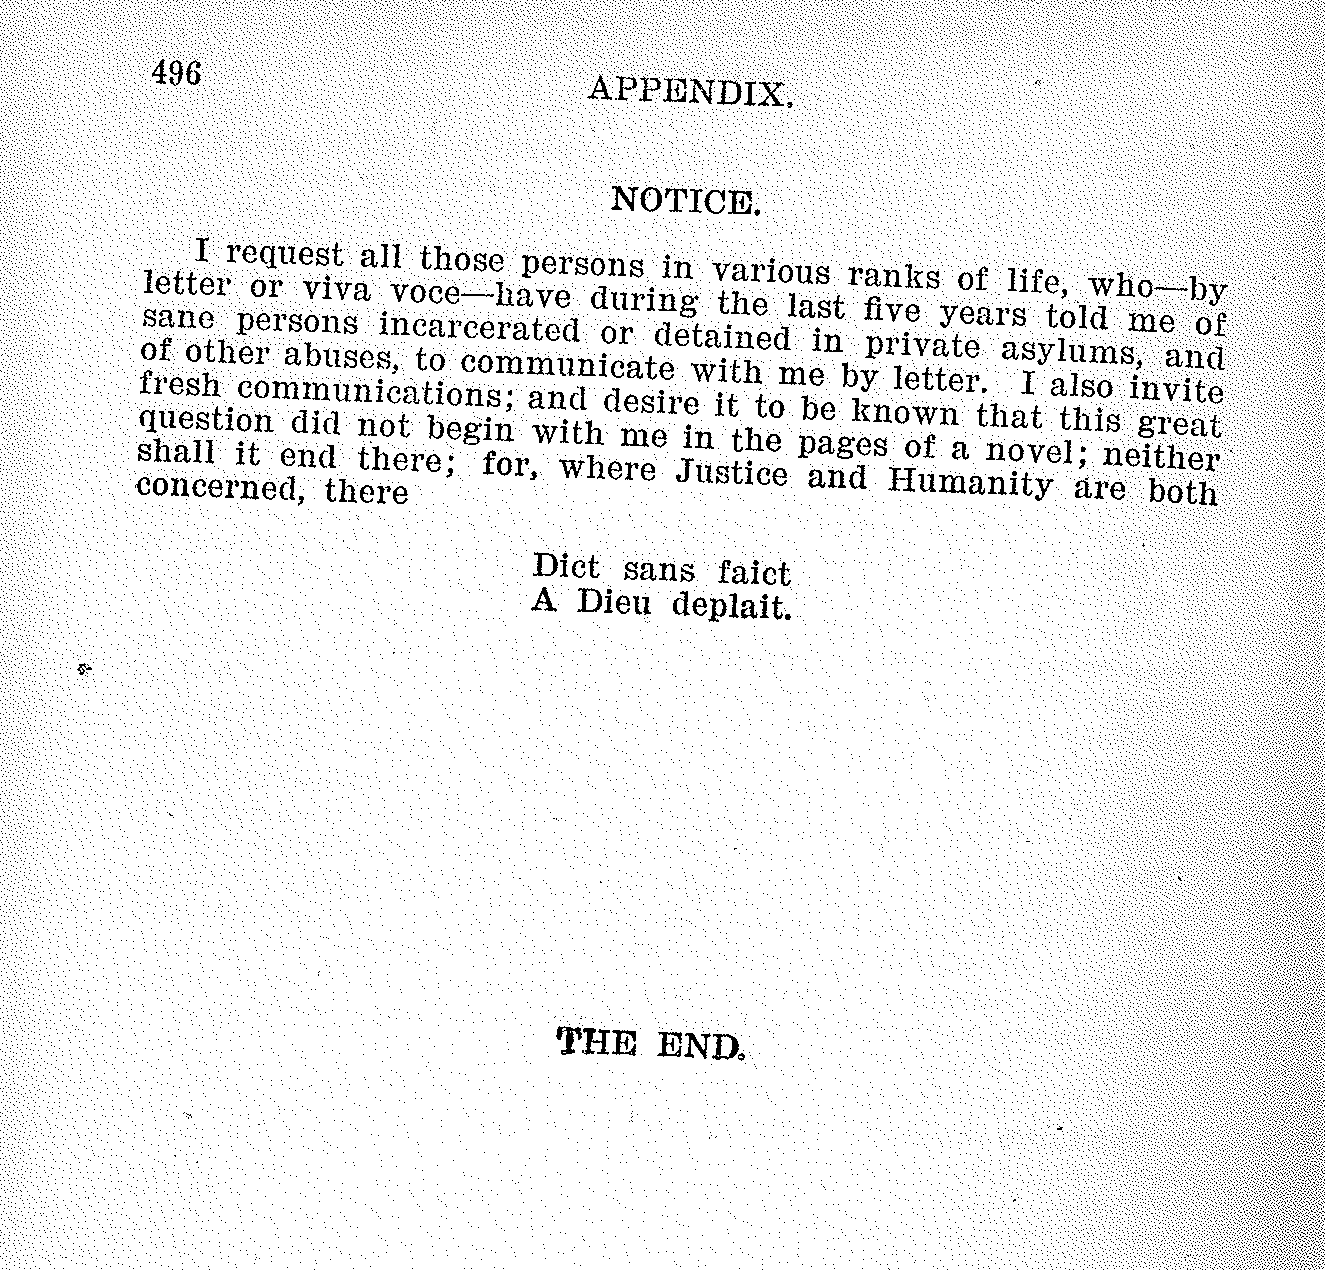 496
APPENDIX.
NOTICE.
I request all those persons in various ranks of life, who—by
letter or viva voce—have during the last five years told me of
sane persons incarcerated or detained in private asylums, and
of other abuses, to communicate with me by letter. I also invite
fresh communications; and desire it to be known that this great
question did not begin with me in the pages of a novel; neither
shall it end there; for, where Justice and Humanity are both
concerned, there
Dict sans faict
A Dieu deplait.
THE END.